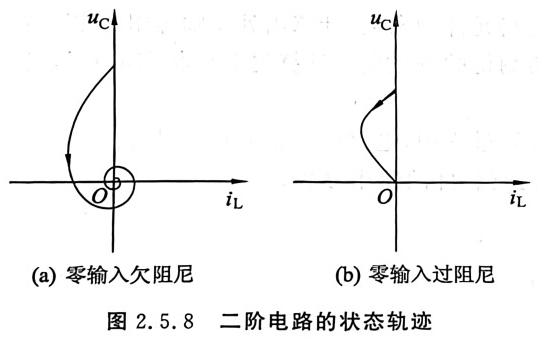 u_C
u_C
O
i_L
O
i_L
(a) 零输入欠阻尼
(b) 零输入过阻尼
图 2.5.8 二阶电路的状态轨迹